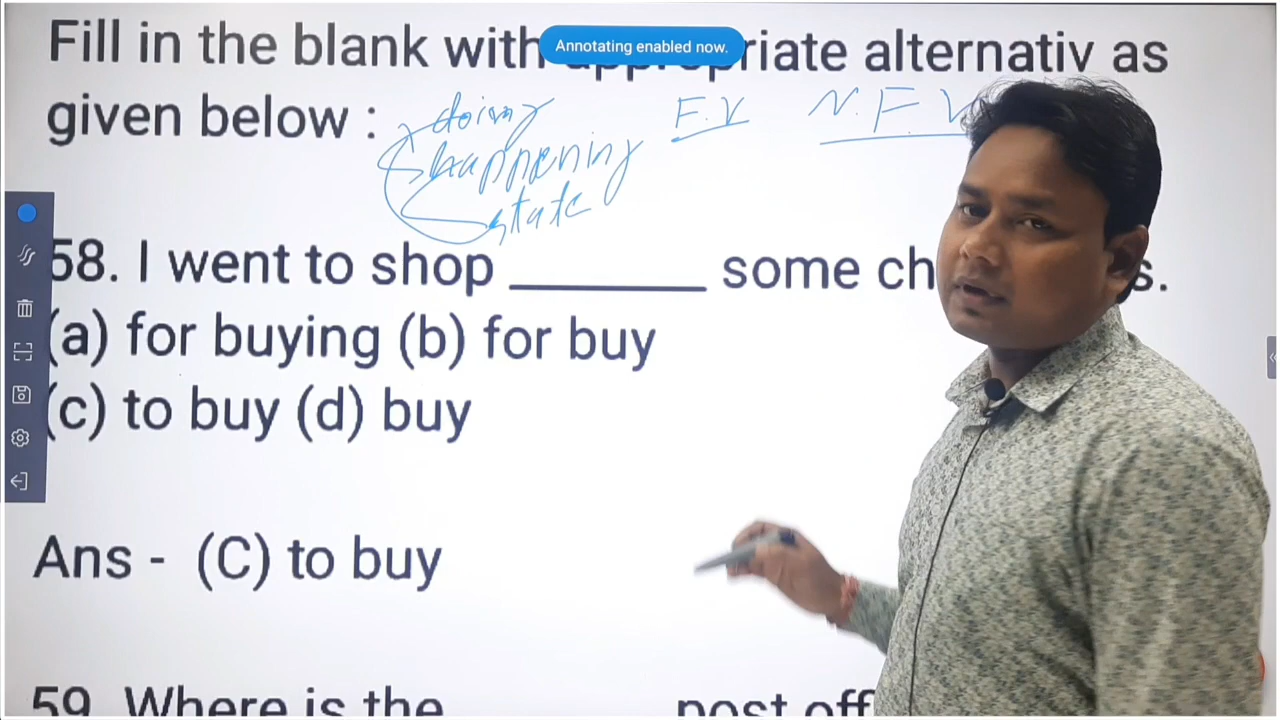 Fill in the blank with appropriate alternativ as
Annotating enabled now.
given below :
doing
happening
state
F.V
N.F.V
58. I went to shop ________ some ch s.
(a) for buying (b) for buy
(c) to buy (d) buy
Ans - (C) to buy
59. Where is the ________ post off